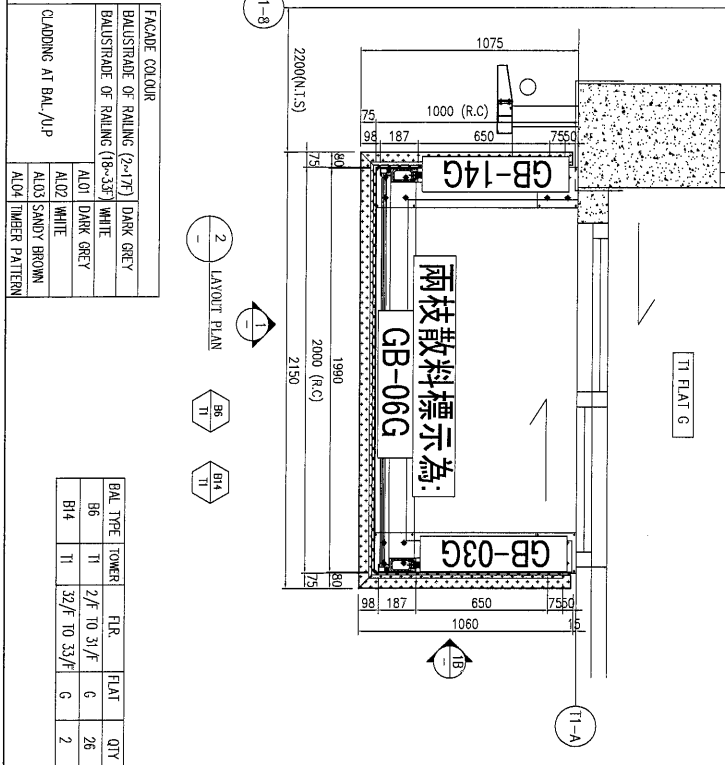 1-8
1075
1000 (R.C)
75
98
187
650
7550
2200(N.T.S)
75
80
GB-14G
T1 FLAT G
兩枝散料標示為:
GB-06G
1990
2000 (R.C)
2150
GB-03G
75
80
98
187
650
7550
15
1060
1B
T1-A
1
2
LAYOUT PLAN
B6
T1
B14
T1
FACADE COLOUR
BALUSTRADE OF RAILING (2~17F) DARK GREY
BALUSTRADE OF RAILING (18~33F) WHITE
CLADDING AT BAL./UP
AL01 DARK GREY
AL02 WHITE
AL03 SANDY BROWN
AL04 TIMBER PATTERN
BAL TYPE TOWER FLR. FLAT QTY
B6 T1 2/F TO 31/F G 26
B14 T1 32/F TO 33/F G 2